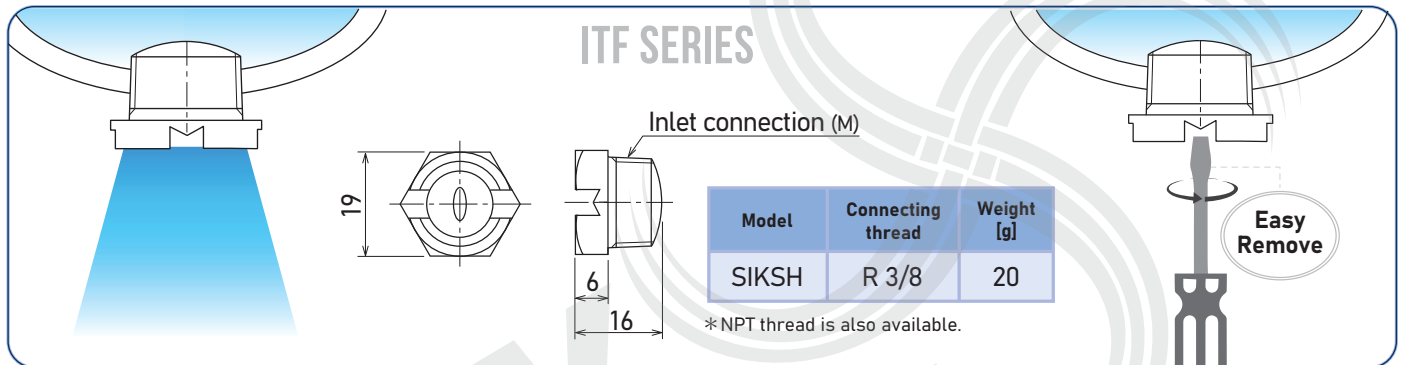 ITF SERIES
Inlet connection (M)
19
6
16
Model Connecting thread Weight [g]
SIKSH R 3/8 20
＊NPT thread is also available.
Easy
Remove